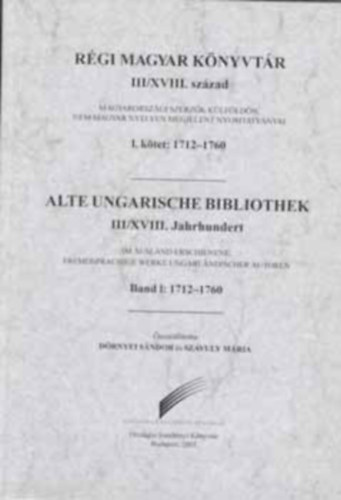 RÉGI MAGYAR KÖNYVTÁR
III/XVIII. század
MAGYARORSZÁGI SZERZŐK KÜLFÖLDÖN,
NEM MAGYAR NYELVEN MEGJELENT NYOMTATVÁNYAI
I. kötet: 1712–1760
ALTE UNGARISCHE BIBLIOTHEK
III/XVIII. Jahrhundert
IM AUSLAND ERSCHIENENE
FREMDSPRACHIGE WERKE UNGARLÄNDISCHER AUTOREN
Band I: 1712–1760
Összeállította
DÖRNYEI SÁNDOR és SZÁVULY MÁRIA
Országos Széchényi Könyvtár
Budapest, 2005